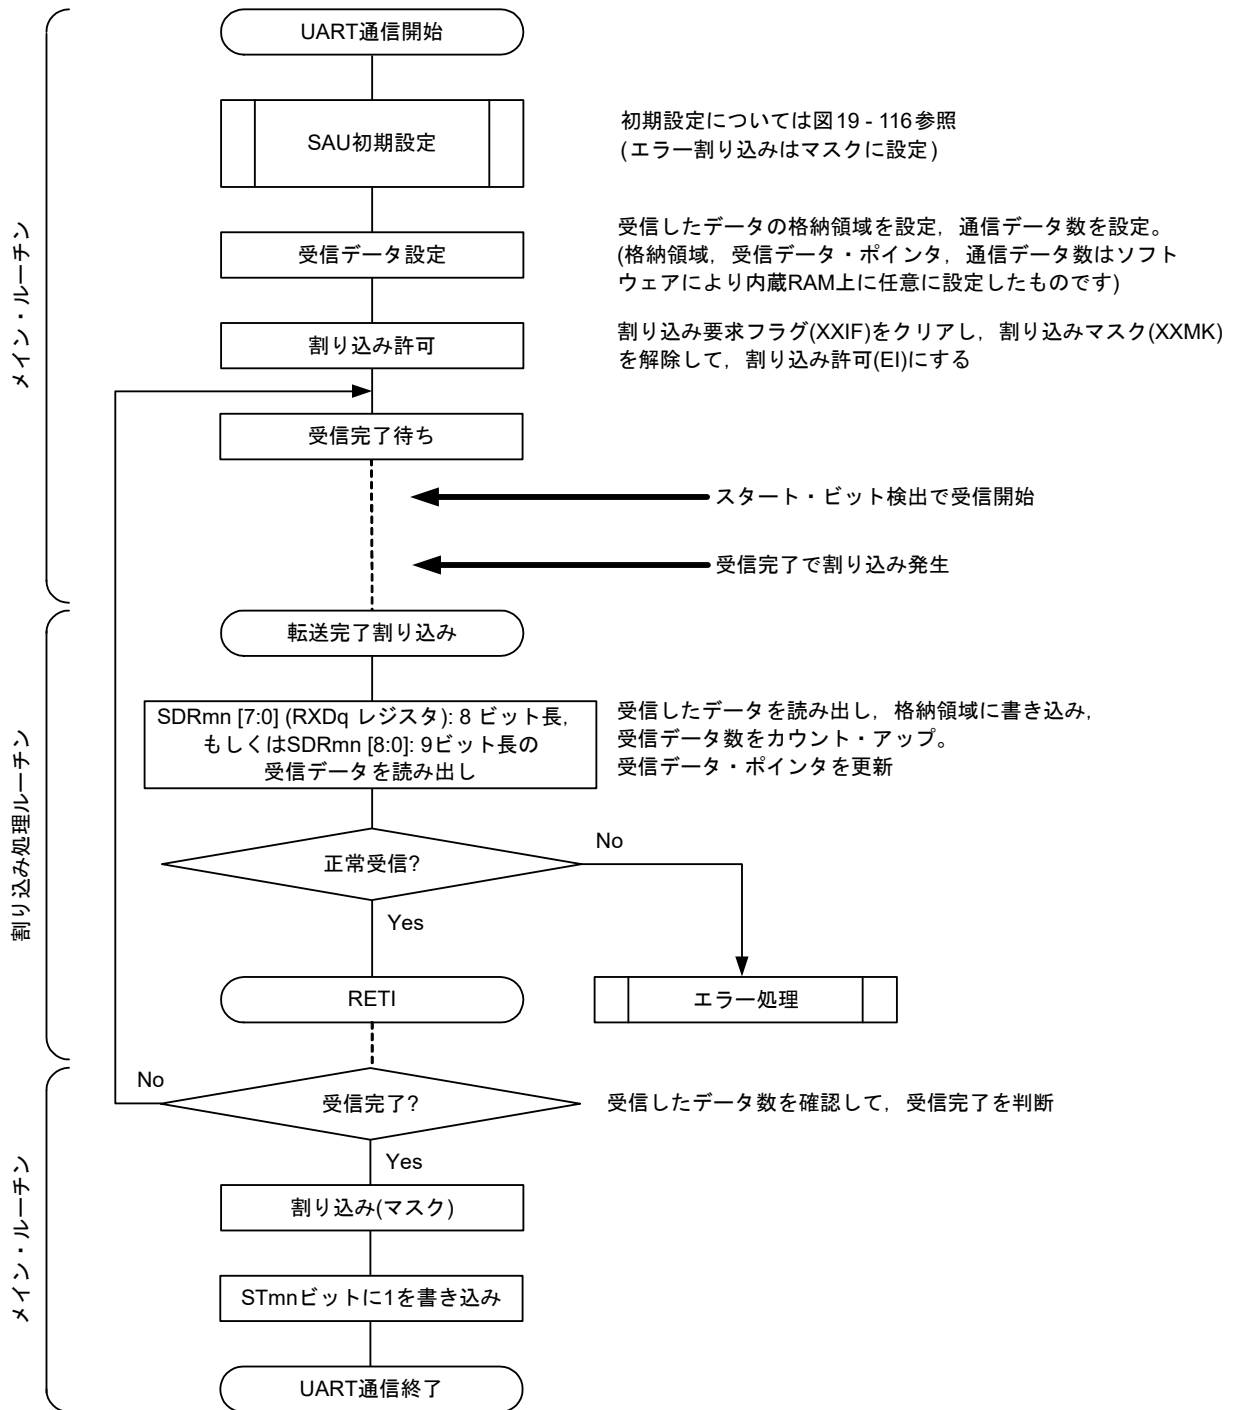 UART通信開始
SAU初期設定
初期設定については図19 - 116参照
(エラー割り込みはマスクに設定)
受信データ設定
受信したデータの格納領域を設定，通信データ数を設定。
(格納領域，受信データ・ポインタ，通信データ数はソフト
ウェアにより内蔵RAM上に任意に設定したものです)
割り込み許可
割り込み要求フラグ(XXIF)をクリアし，割り込みマスク(XXMK)
を解除して，割り込み許可(EI)にする
メイン・ルーチン
受信完了待ち
スタート・ビット検出で受信開始
受信完了で割り込み発生
転送完了割り込み
SDRmn [7:0] (RXDq レジスタ): 8 ビット長，
もしくはSDRmn [8:0]: 9ビット長の
受信データを読み出し
受信したデータを読み出し，格納領域に書き込み，
受信データ数をカウント・アップ。
受信データ・ポインタを更新
割り込み処理ルーチン
正常受信?
No
Yes
RETI
エラー処理
No
受信完了?
受信したデータ数を確認して，受信完了を判断
Yes
割り込み(マスク)
メイン・ルーチン
STmnビットに1を書き込み
UART通信終了